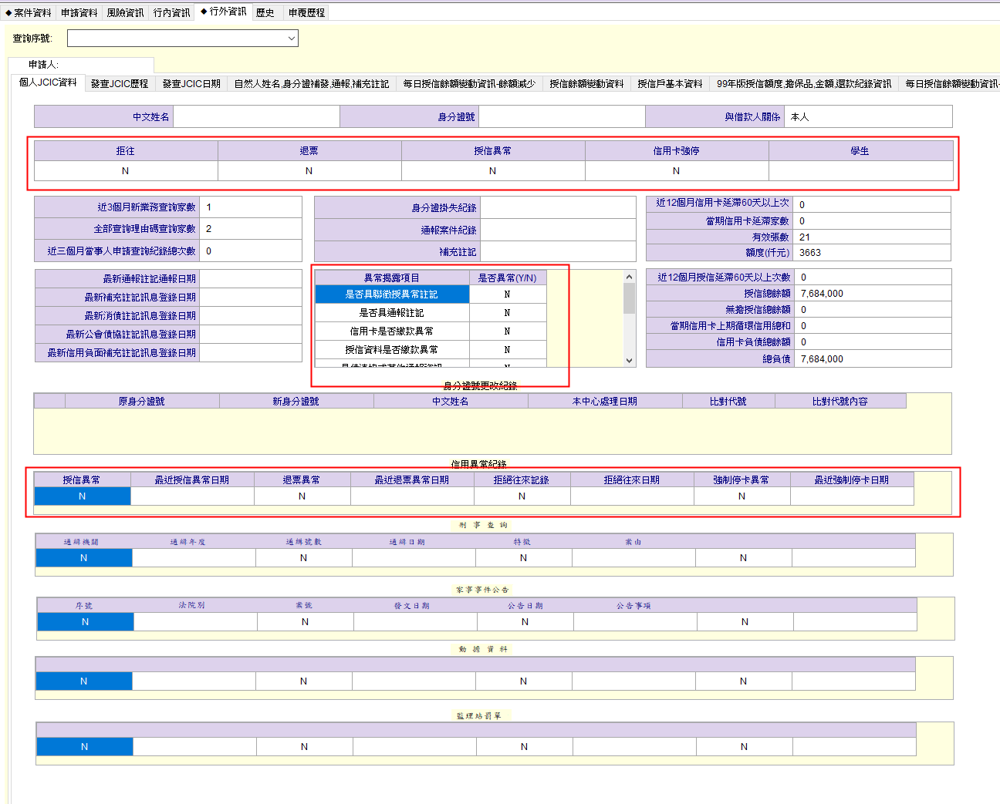 ◆案件資料 申請資料 風險資訊 行內資訊 ◆行外資訊 歷史 申覆歷程
查詢序號:
申請人:
個人JCIC資料 發查JCIC歷程 發查JCIC日期 自然人姓名,身分證補發,通報,補充註記 每日授信餘額變動資訊-餘額減少 授信餘額變動資料 授信戶基本資料 99年版授信額度,擔保品,金額,還款紀錄資訊 每日授信餘額變動資訊-
中文姓名 身分證號 與借款人關係 本人
拒往 退票 授信異常 信用卡強停 學生
N N N N
近3個月新業務查詢家數 1
全部查詢理由碼查詢家數 2
近三個月當事人申請查詢紀錄總次數 0
身分證掛失紀錄
通報案件紀錄
補充註記
近12個月信用卡延滯60天以上次 0
當期信用卡延滯家數 0
有效張數 21
額度(仟元) 3663
最新通報註記通報日期
最新補充註記訊息登錄日期
最新消債註記訊息登錄日期
最新公會債協註記訊息登錄日期
最新信用負面補充註記訊息登錄日期
異常揭露項目 是否異常(Y/N)
是否具聯徵授異常註記 N
是否具通報註記 N
信用卡是否繳款異常 N
授信資料是否繳款異常 N
近12個月授信延滯60天以上次數 0
授信總餘額 7,684,000
無擔授信總餘額 0
當期信用卡上期循環信用總和 0
信用卡負債總餘額 0
總負債 7,684,000
身分證號更改紀錄
原身分證號 新身分證號 中文姓名 本中心處理日期 比對代號 比對代號內容
信用異常紀錄
授信異常 最近授信異常日期 退票異常 最近退票異常日期 拒絕往來記錄 拒絕往來日期 強制停卡異常 最近強制停卡日期
N N N N
刑事查詢
通緝機關 通緝年度 通緝號數 通緝日期 特徵 案由
N N N N
家事事件公告
序號 法院別 案號 發文日期 公告日期 公告事項
N N N N
動擔資料
N N N N
監理站罰單
N N N N